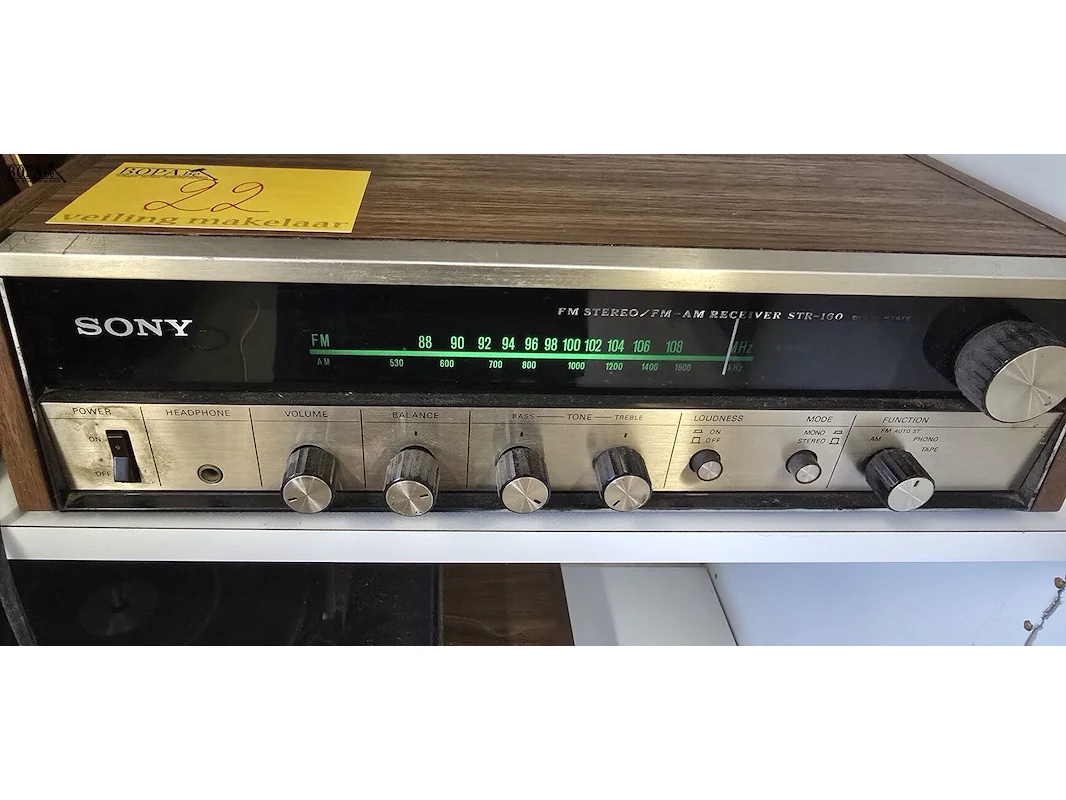 BOPA
22
veiling makelaar
SONY
FM STEREO/FM-AM RECEIVER STR-160
FM 88 90 92 94 96 98 100 102 104 106 108 MHz
AM 530 600 700 800 1000 1200 1400 1600 kHz
POWER
ON
OFF
HEADPHONE
VOLUME
BALANCE
BASS TONE TREBLE
LOUDNESS
ON
OFF
MODE
MONO
STEREO
FUNCTION
FM AUTO ST
AM PHONO
TAPE